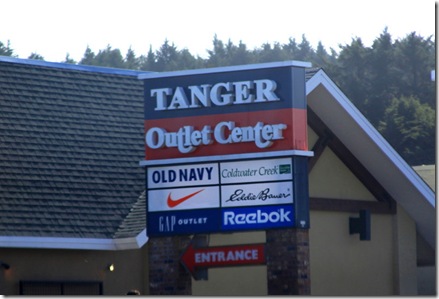 TANGER
Outlet Center
OLD NAVY Coldwater Creek
Eddie Bauer
GAP OUTLET Reebok
ENTRANCE